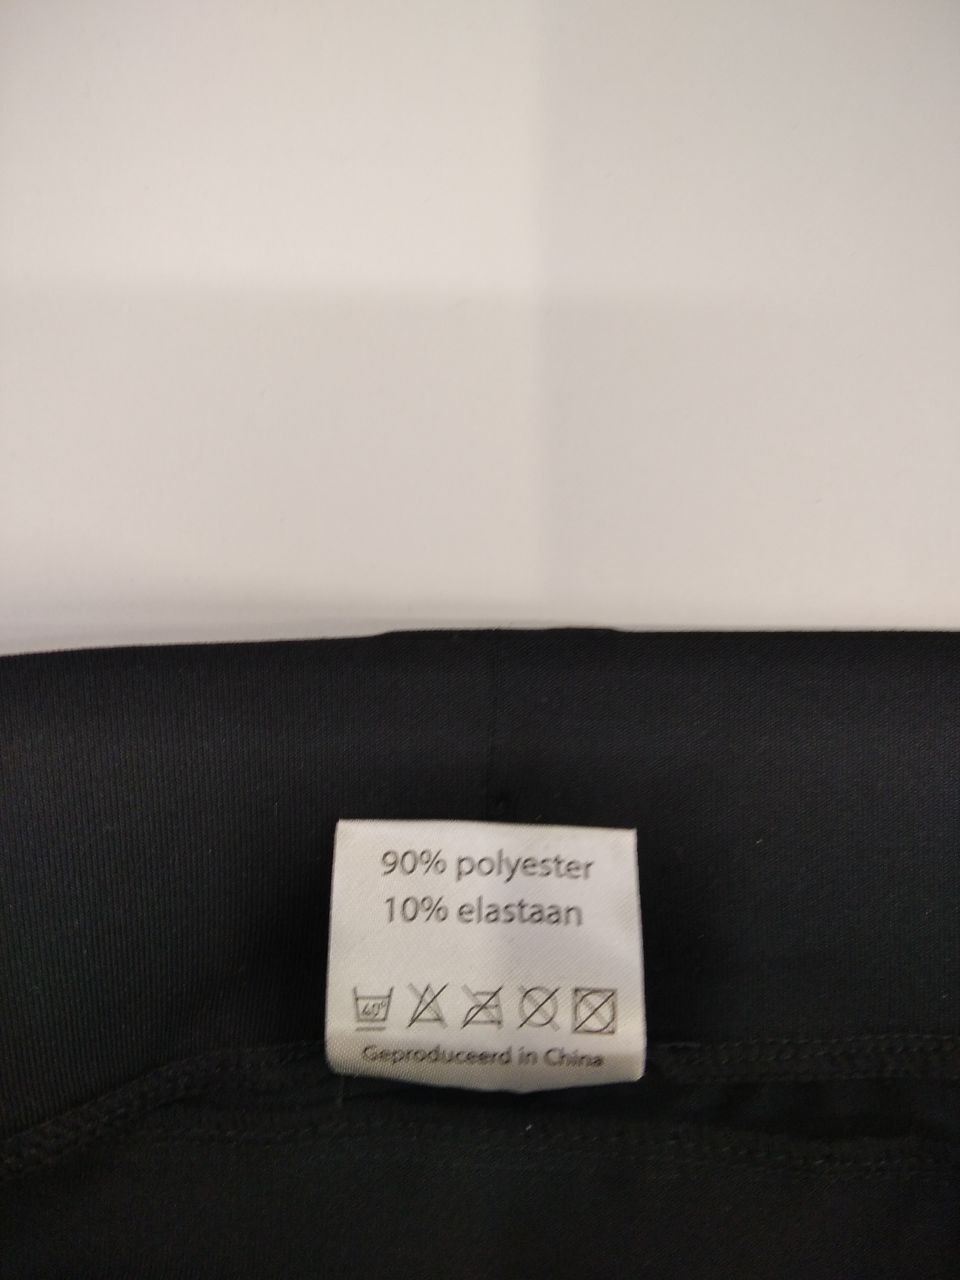 90% polyester
10% elastaan
40°
Geproduceerd in China